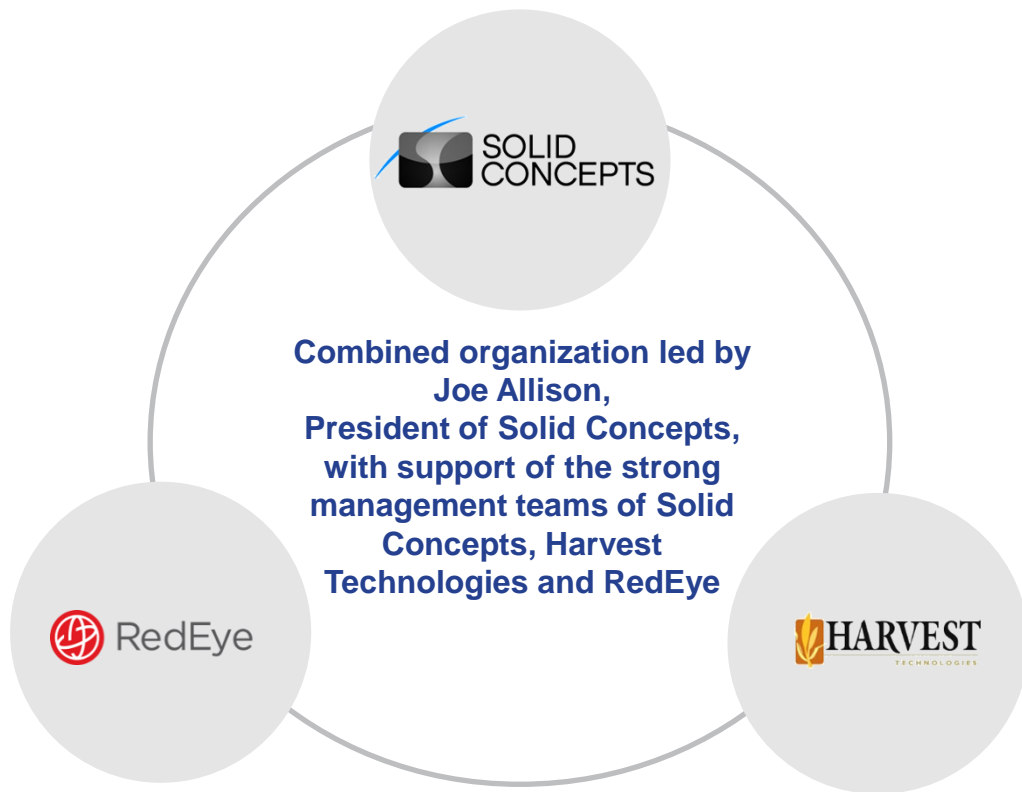 SOLID
CONCEPTS
Combined organization led by
Joe Allison,
President of Solid Concepts,
with support of the strong
management teams of Solid
Concepts, Harvest
Technologies and RedEye
RedEye
HARVEST
TECHNOLOGIES